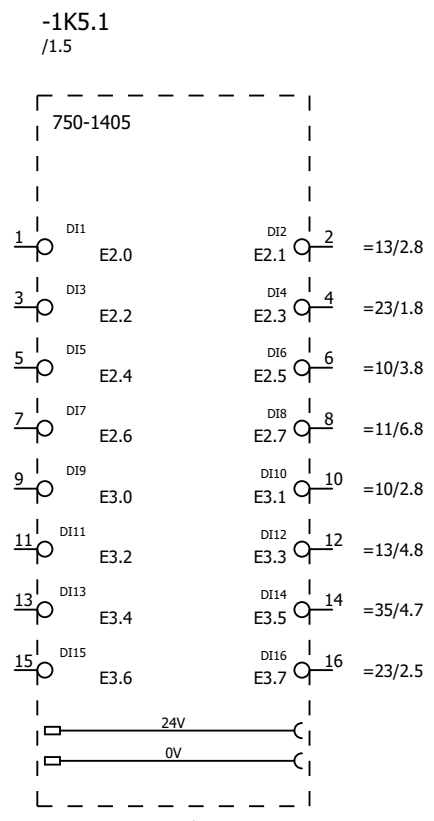 -1K5.1
/1.5
750-1405
1 DI1 E2.0 DI2 E2.1 2 =13/2.8
3 DI3 E2.2 DI4 E2.3 4 =23/1.8
5 DI5 E2.4 DI6 E2.5 6 =10/3.8
7 DI7 E2.6 DI8 E2.7 8 =11/6.8
9 DI9 E3.0 DI10 E3.1 10 =10/2.8
11 DI11 E3.2 DI12 E3.3 12 =13/4.8
13 DI13 E3.4 DI14 E3.5 14 =35/4.7
15 DI15 E3.6 DI16 E3.7 16 =23/2.5
24V
0V